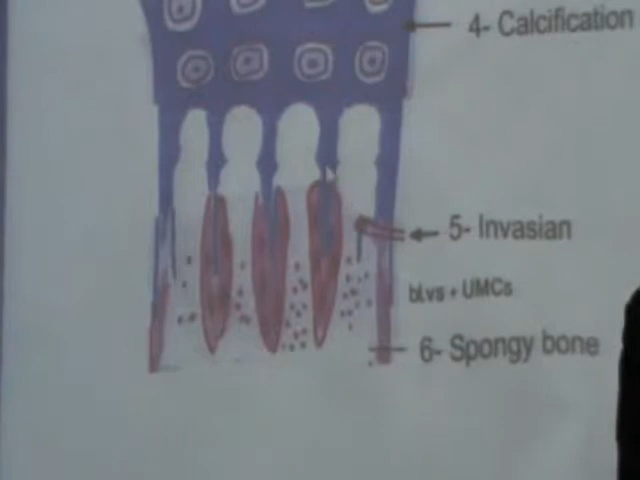 4- Calcification
5- Invasian
bl.vs + UMCs
6- Spongy bone